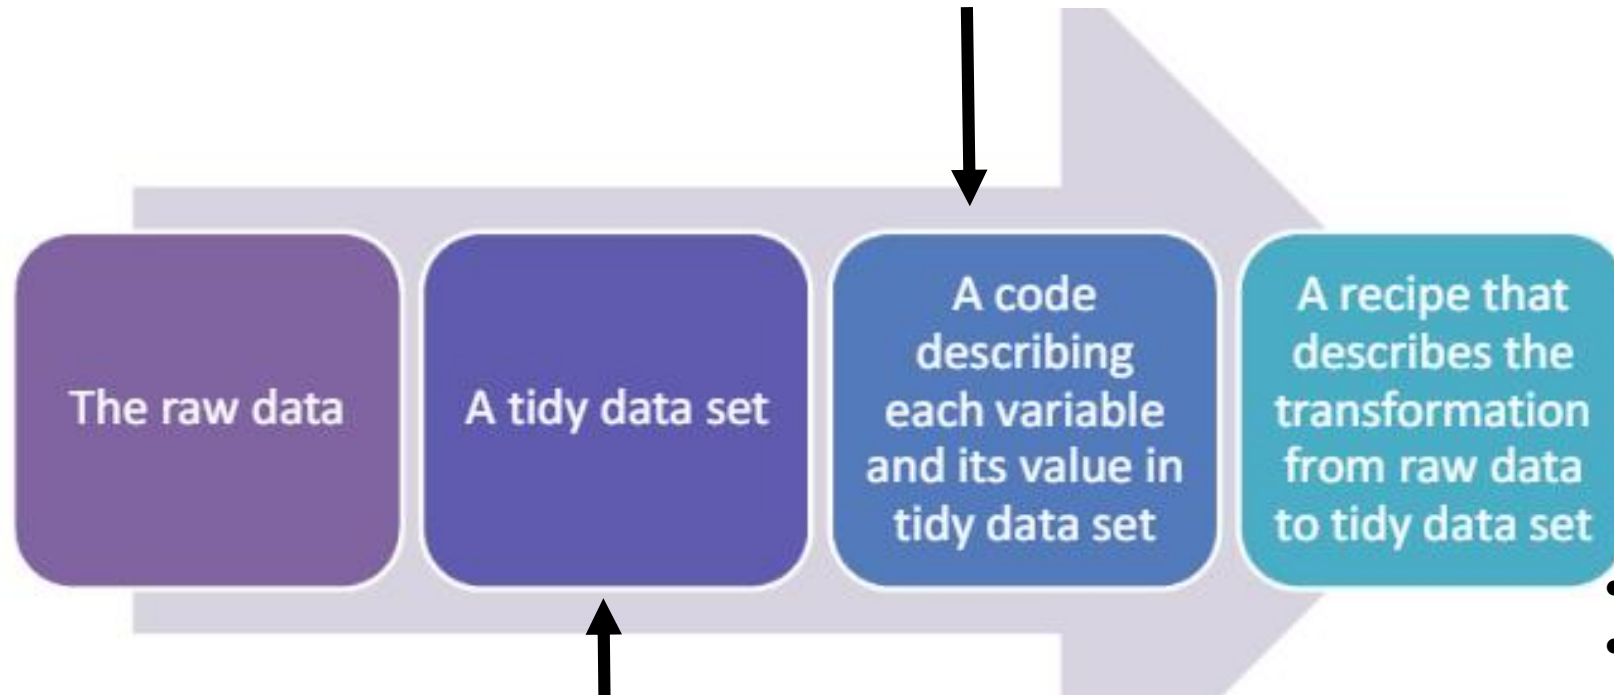 The raw data
A tidy data set
A code
describing
each variable
and its value in
tidy data set
A recipe that
describes the
transformation
from raw data
to tidy data set